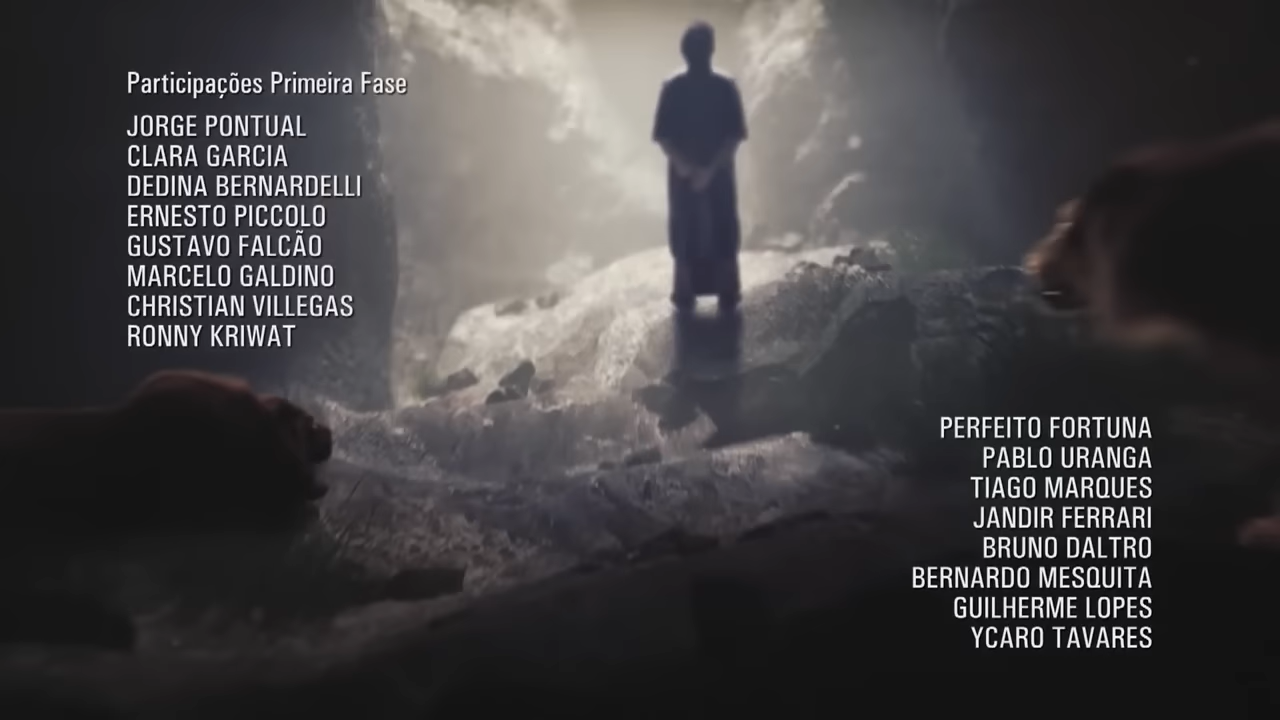 Participações Primeira Fase
JORGE PONTUAL
CLARA GARCIA
DEDINA BERNARDELLI
ERNESTO PICCOLO
GUSTAVO FALCÃO
MARCELO GALDINO
CHRISTIAN VILLEGAS
RONNY KRIWAT
PERFEITO FORTUNA
PABLO URANGA
TIAGO MARQUES
JANDIR FERRARI
BRUNO DALTRO
BERNARDO MESQUITA
GUILHERME LOPES
YCARO TAVARES